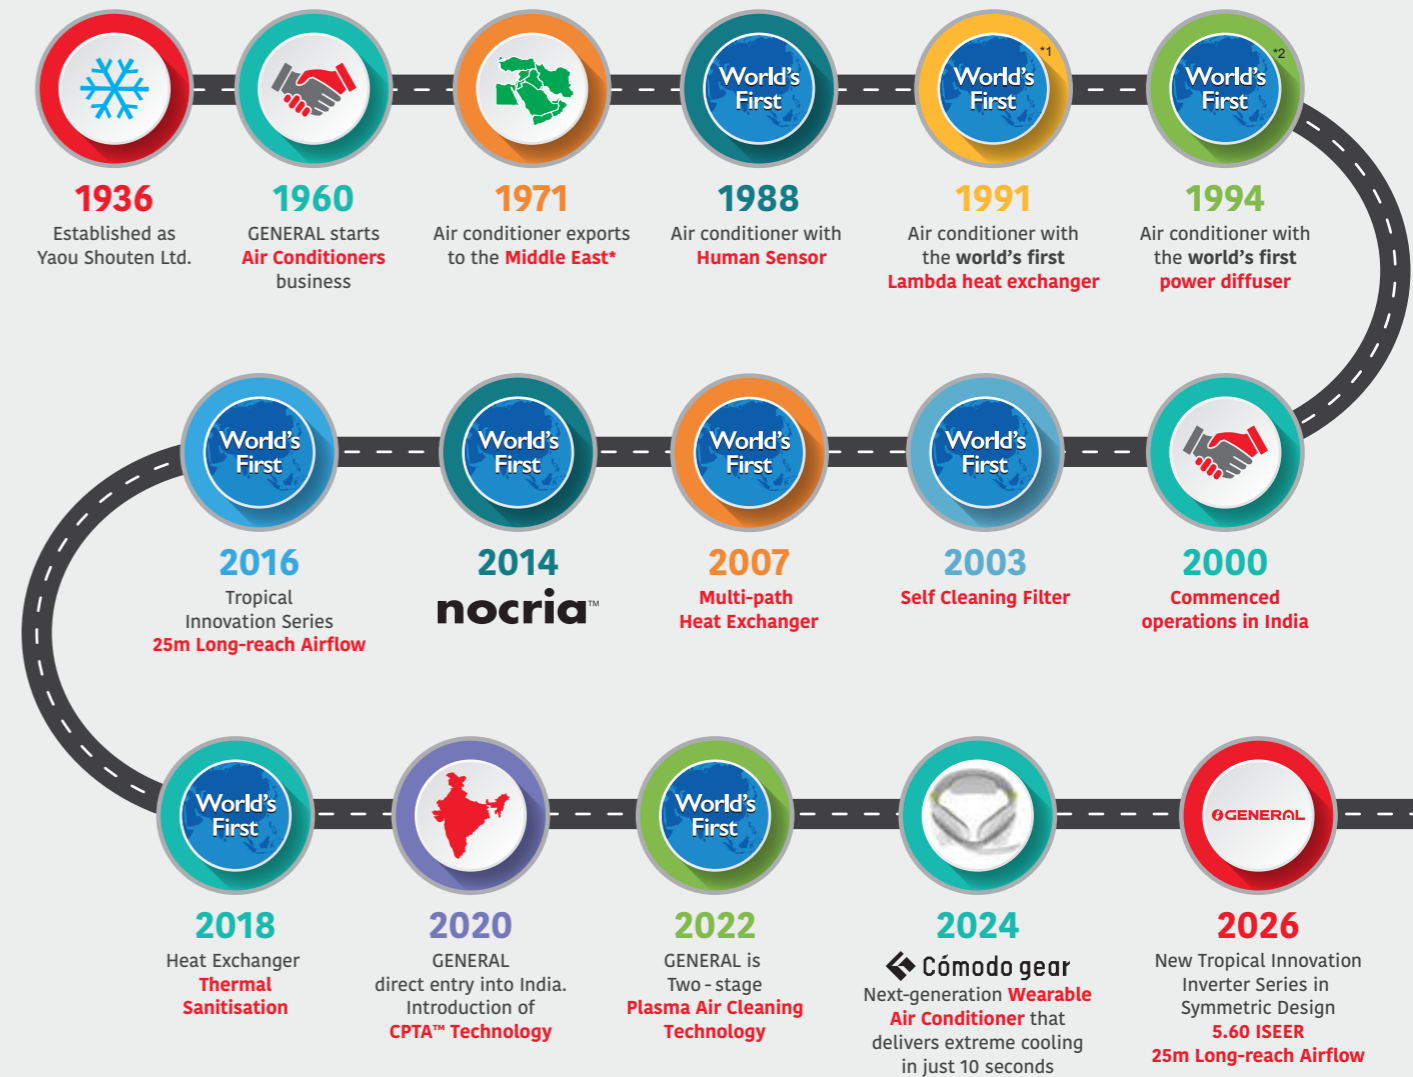 1936
Established as
Yaou Shouten Ltd.
1960
GENERAL starts
Air Conditioners
business
1971
Air conditioner exports
to the Middle East*
World's
First
1988
Air conditioner with
Human Sensor
World's
First
*1
1991
Air conditioner with
the world's first
Lambda heat exchanger
World's
First
*2
1994
Air conditioner with
the world's first
power diffuser
World's
First
2016
Tropical
Innovation Series
25m Long-reach Airflow
World's
First
2014
nocria™
World's
First
2007
Multi-path
Heat Exchanger
World's
First
2003
Self Cleaning Filter
2000
Commenced
operations in India
World's
First
2018
Heat Exchanger
Thermal
Sanitisation
2020
GENERAL
direct entry into India.
Introduction of
CPTA™ Technology
World's
First
2022
GENERAL is
Two - stage
Plasma Air Cleaning
Technology
2024
Cómodo gear
Next-generation Wearable
Air Conditioner that
delivers extreme cooling
in just 10 seconds
GENERAL
2026
New Tropical Innovation
Inverter Series in
Symmetric Design
5.60 ISEER
25m Long-reach Airflow